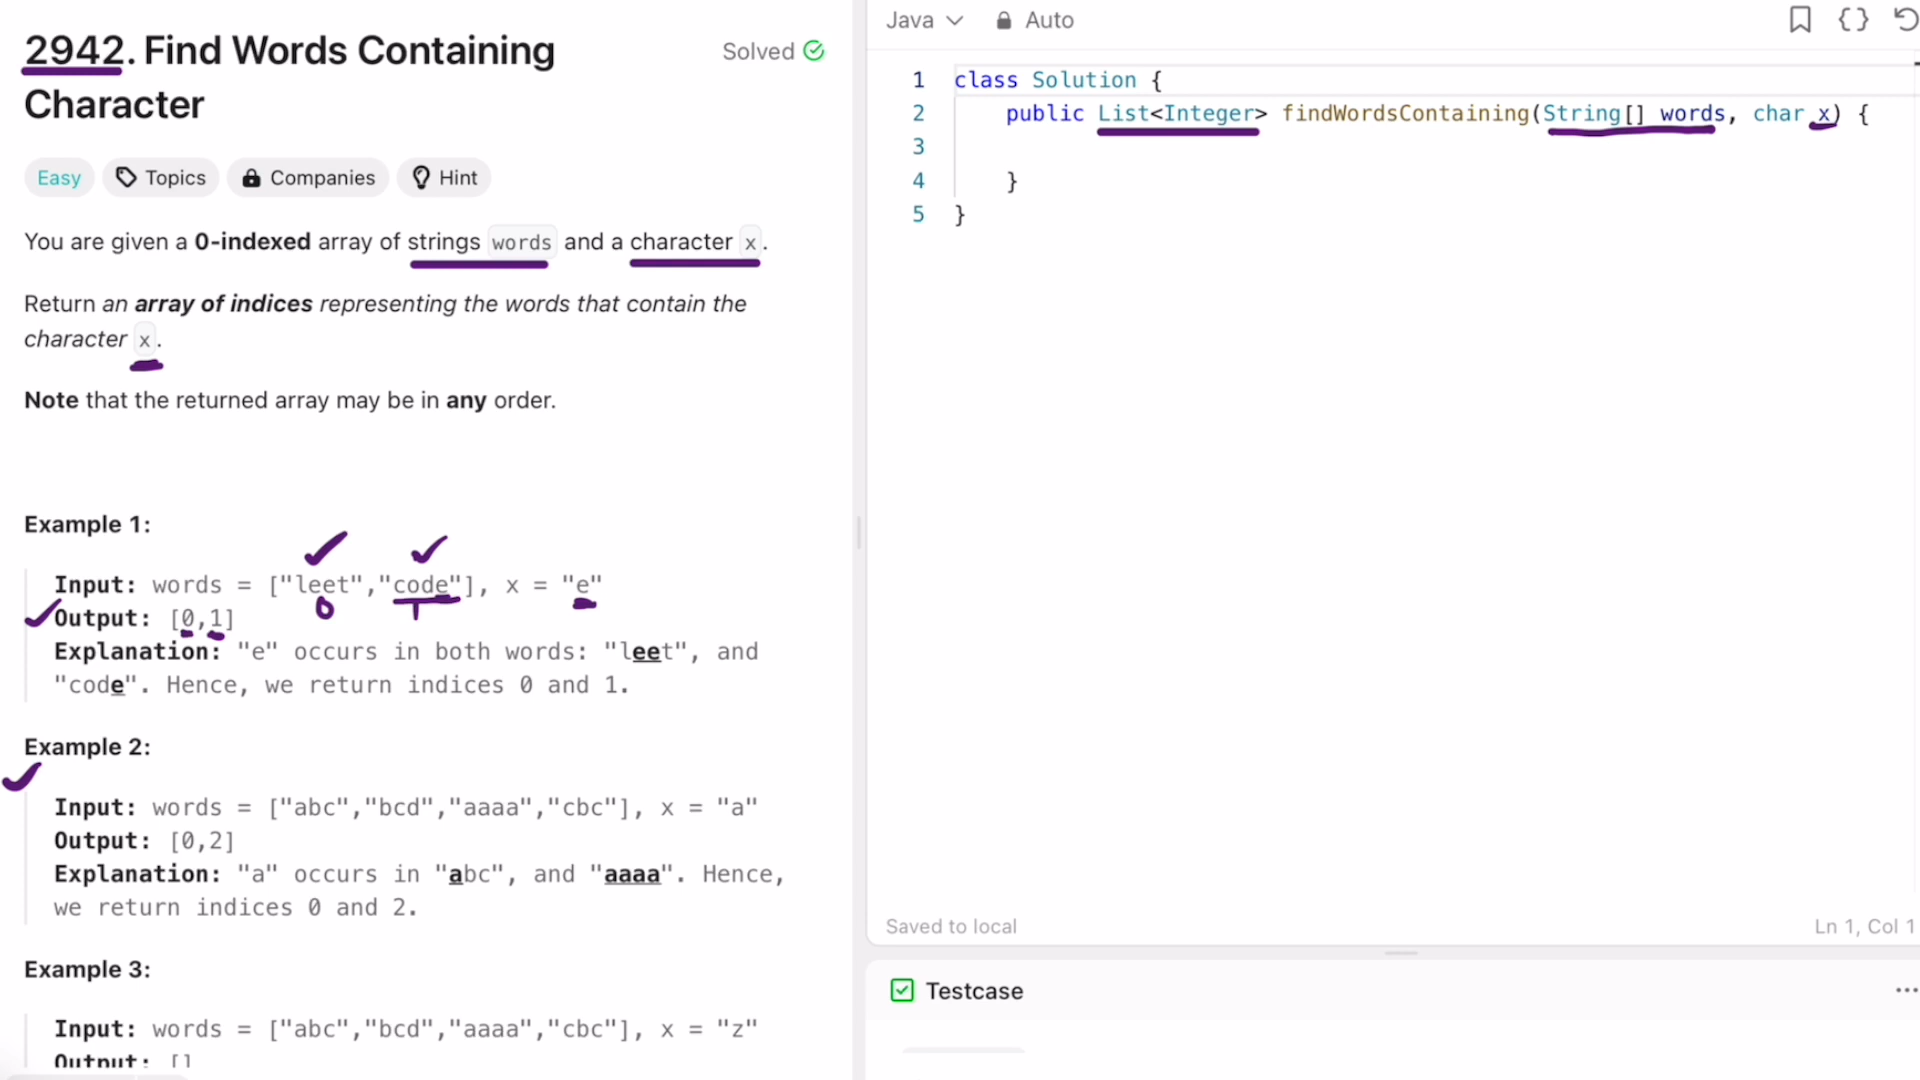 2942. Find Words Containing
Character
Solved
Easy
Topics
Companies
Hint
You are given a 0-indexed array of strings words and a character x.
Return an array of indices representing the words that contain the
character x.
Note that the returned array may be in any order.
Example 1:
Input: words = ["leet","code"], x = "e"
0 1
Output: [0,1]
Explanation: "e" occurs in both words: "leet", and
"code". Hence, we return indices 0 and 1.
Example 2:
Input: words = ["abc","bcd","aaaa","cbc"], x = "a"
Output: [0,2]
Explanation: "a" occurs in "abc", and "aaaa". Hence,
we return indices 0 and 2.
Example 3:
Input: words = ["abc","bcd","aaaa","cbc"], x = "z"
Output: []
Java
Auto
1 class Solution {
2 public List<Integer> findWordsContaining(String[] words, char x) {
3
4 }
5 }
Saved to local
Ln 1, Col 1
Testcase